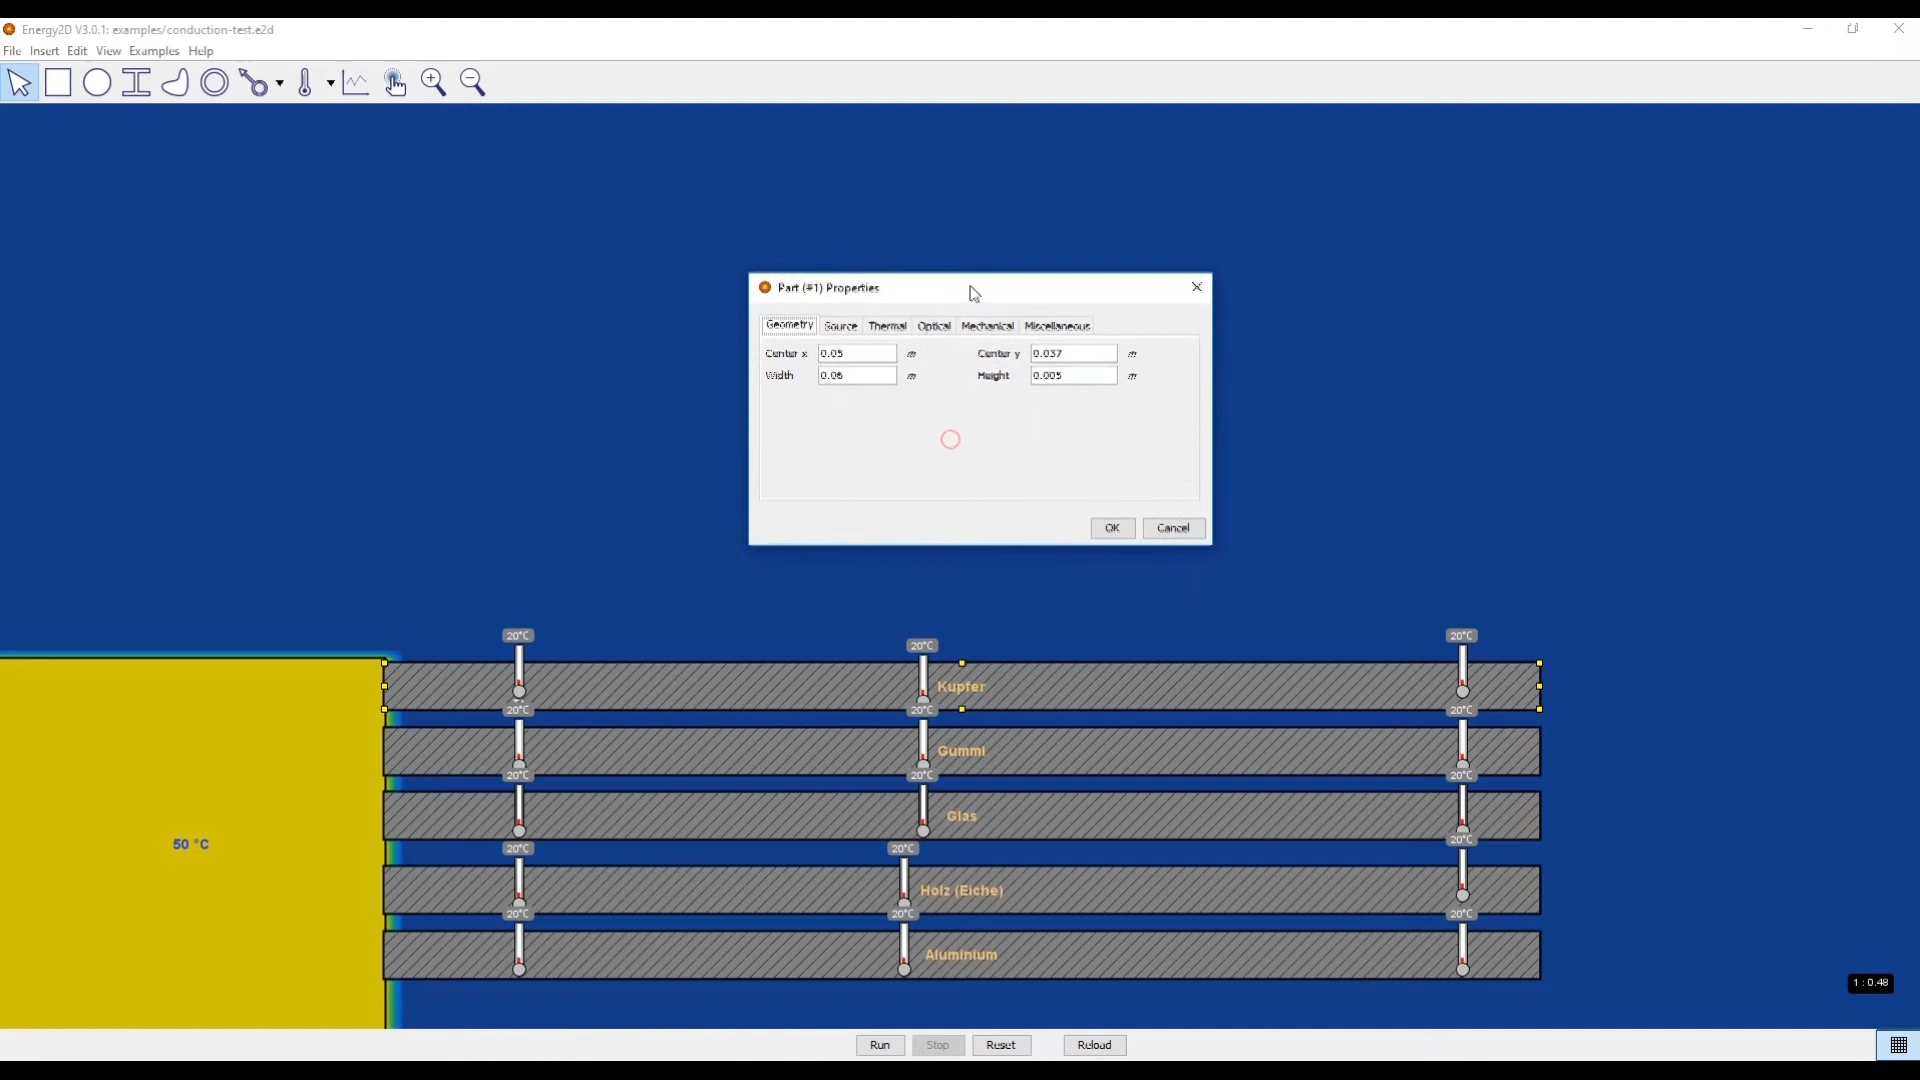 Energy2D V3.0.1: examples/conduction-test.e2d
File Insert Edit View Examples Help
Part (#1) Properties
Geometry Source Thermal Optical Mechanical Miscellaneous
Center x 0.05 m Center y 0.037 m
Width 0.06 m Height 0.005 m
OK Cancel
20°C 20°C 20°C
Kupfer
20°C 20°C 20°C
Gummi
20°C 20°C 20°C
Glas
50 °C
20°C 20°C 20°C
Holz (Eiche)
20°C 20°C 20°C
Aluminium
1 : 0.48
Run Stop Reset Reload